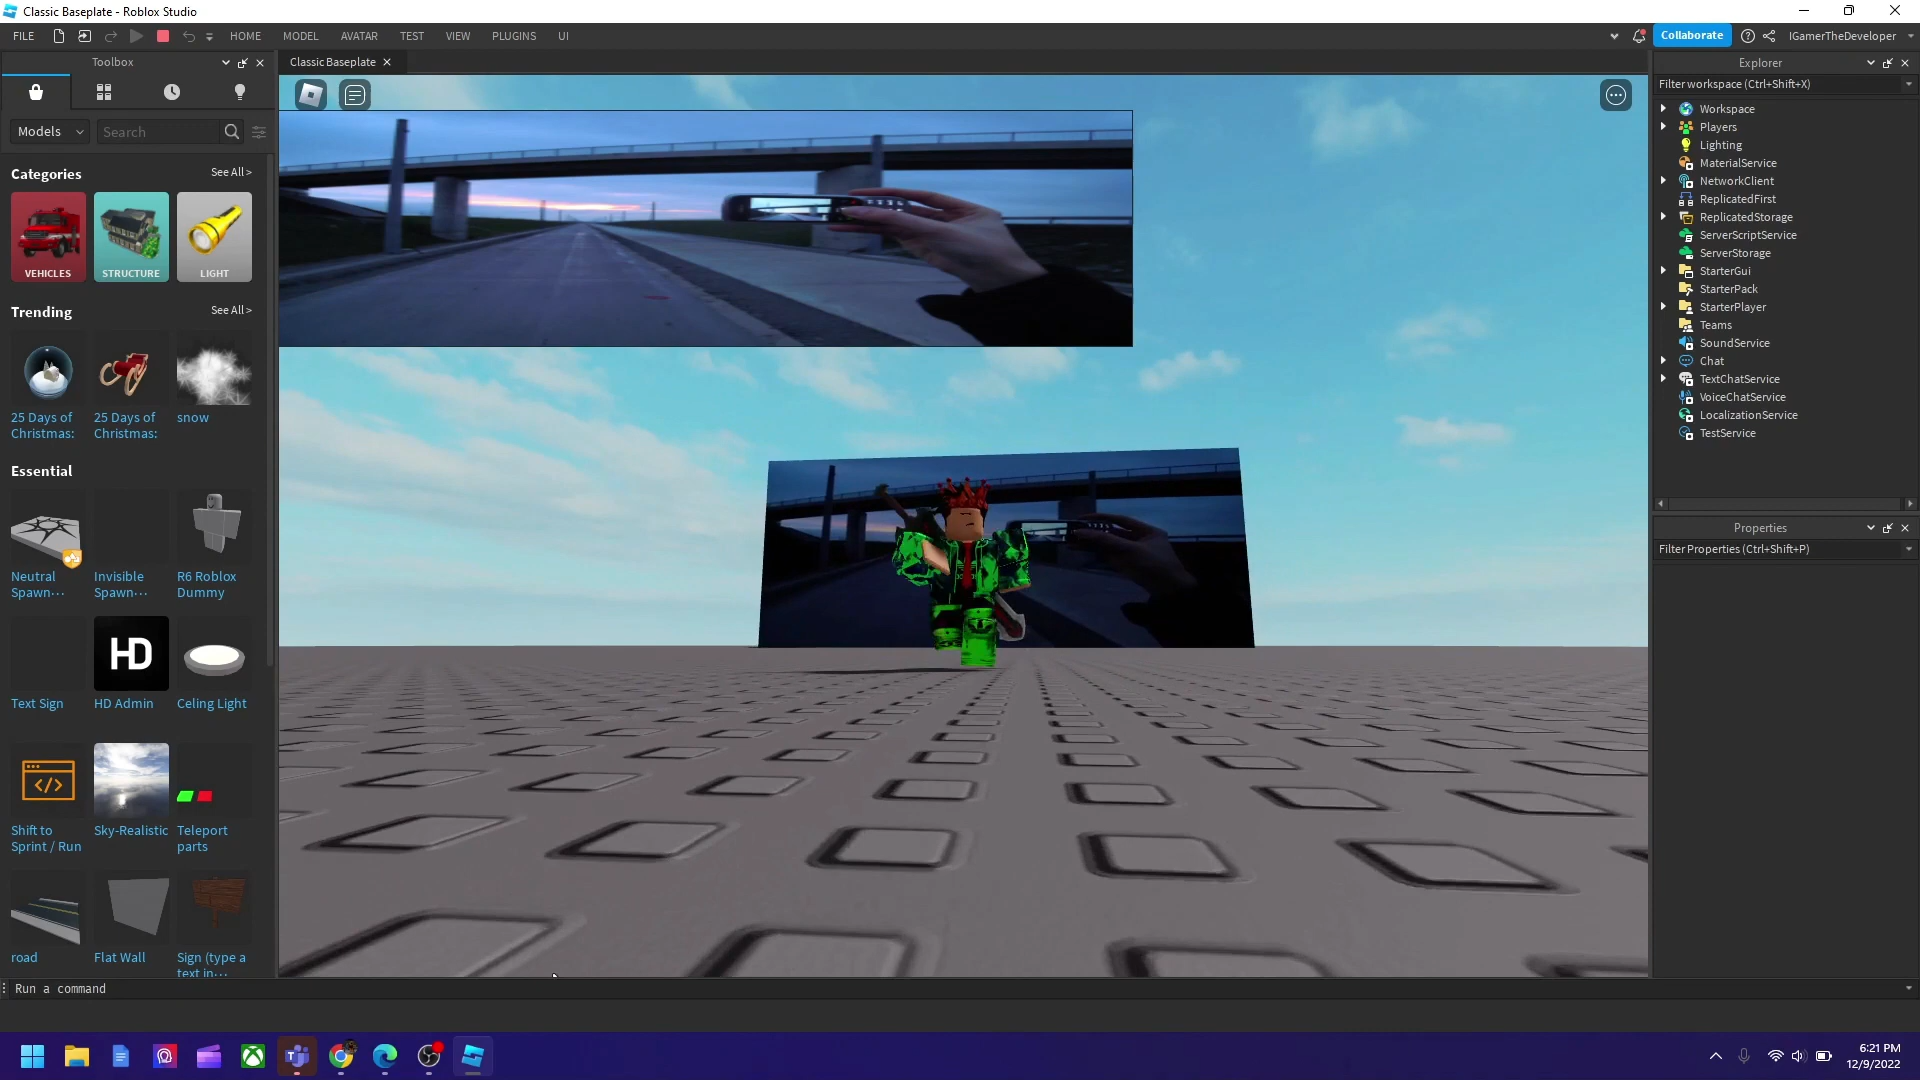 Classic Baseplate - Roblox Studio
FILE HOME MODEL AVATAR TEST VIEW PLUGINS UI Collaborate IGamerTheDeveloper
Toolbox
Models Search
Categories See All >
VEHICLES STRUCTURE LIGHT
Trending See All >
25 Days of Christmas: 25 Days of Christmas: snow
Essential
Neutral Spawn··· Invisible Spawn··· R6 Roblox Dummy
HD
Text Sign HD Admin Celing Light
Shift to Sprint / Run Sky-Realistic Teleport parts
road Flat Wall Sign (type a text in···
Classic Baseplate
Explorer
Filter workspace (Ctrl+Shift+X)
Workspace
Players
Lighting
MaterialService
NetworkClient
ReplicatedFirst
ReplicatedStorage
ServerScriptService
ServerStorage
StarterGui
StarterPack
StarterPlayer
Teams
SoundService
Chat
TextChatService
VoiceChatService
LocalizationService
TestService
Properties
Filter Properties (Ctrl+Shift+P)
Run a command
6:21 PM
12/9/2022